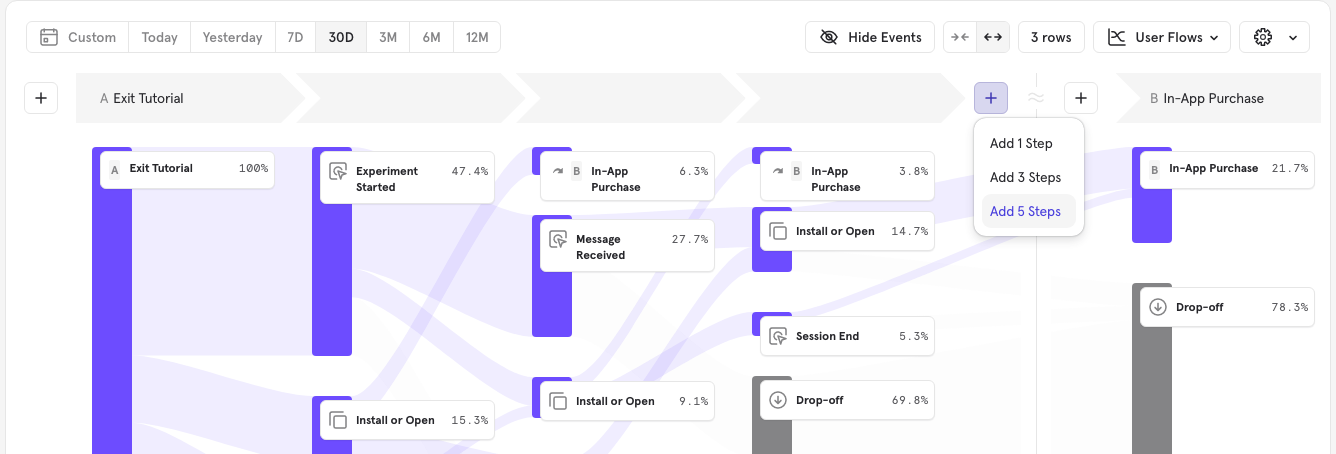 Custom Today Yesterday 7D 30D 3M 6M 12M Hide Events 3 rows User Flows
A Exit Tutorial
B In-App Purchase
Add 1 Step
Add 3 Steps
Add 5 Steps
A Exit Tutorial 100%
Experiment Started 47.4%
Install or Open 15.3%
B In-App Purchase 6.3%
Message Received 27.7%
Install or Open 9.1%
B In-App Purchase 3.8%
Install or Open 14.7%
Session End 5.3%
Drop-off 69.8%
B In-App Purchase 21.7%
Drop-off 78.3%